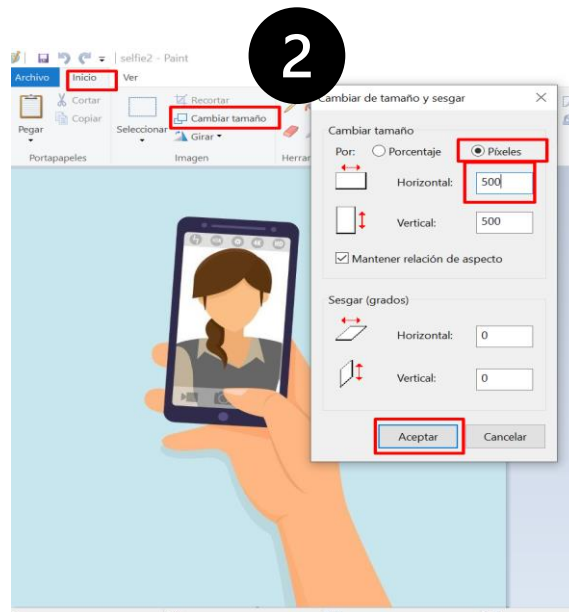 2
selfie2 - Paint
Archivo Inicio Ver
Pegar
Cortar
Copiar
Portapapeles
Seleccionar
Recortar
Cambiar tamaño
Girar
Imagen
Cambiar de tamaño y sesgar
Cambiar tamaño
Por: Porcentaje Píxeles
Horizontal: 500
Vertical: 500
Mantener relación de aspecto
Sesgar (grados)
Horizontal: 0
Vertical: 0
Aceptar Cancelar